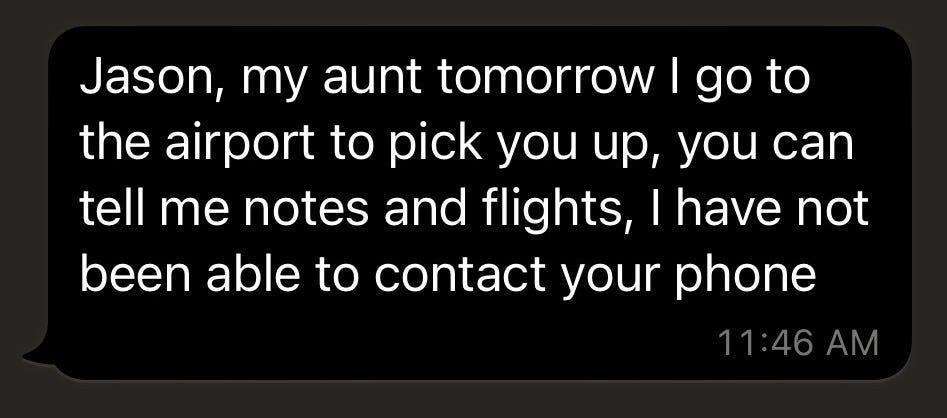 Jason, my aunt tomorrow I go to
the airport to pick you up, you can
tell me notes and flights, I have not
been able to contact your phone
11:46 AM